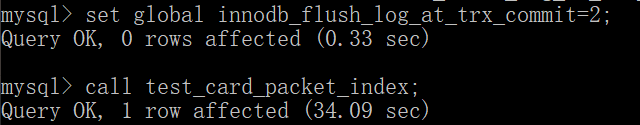 mysql> set global innodb_flush_log_at_trx_commit=2;
Query OK, 0 rows affected (0.33 sec)
mysql> call test_card_packet_index;
Query OK, 1 row affected (34.09 sec)